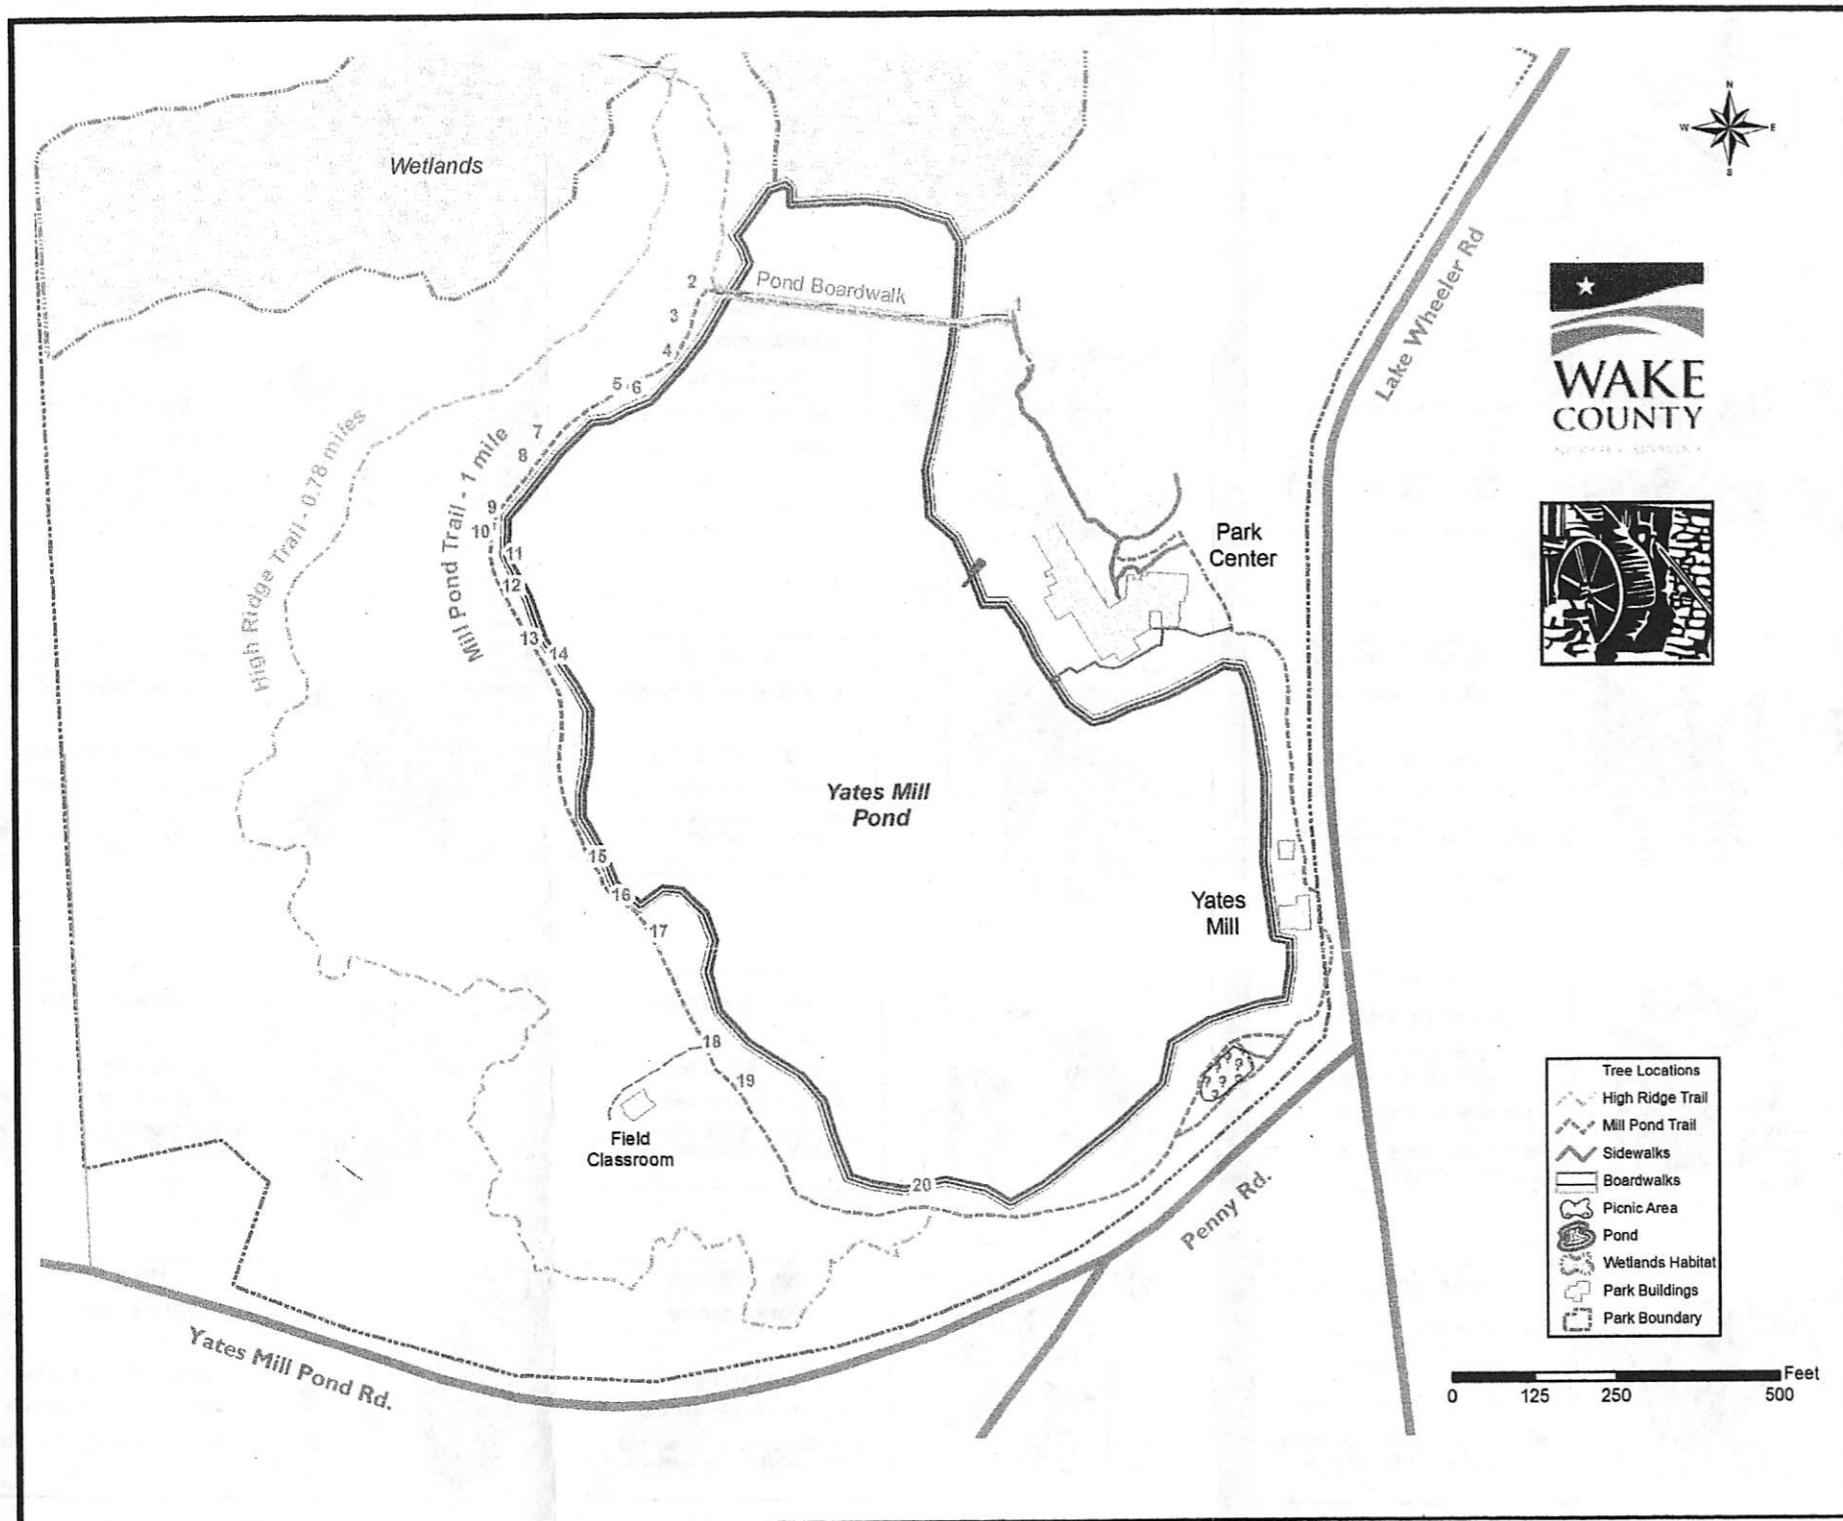 N
W E
S
Wetlands
Lake Wheeler Rd
Pond Boardwalk
1
2
3
4
5 6
7
8
9
10
11
12
13
14
15
16
17
18
19
20
High Ridge Trail - 0.78 miles
Mill Pond Trail - 1 mile
WAKE
COUNTY
Park
Center
Yates Mill
Pond
Yates
Mill
? ?
? ?
? ? ?
?
Field
Classroom
Penny Rd.
Yates Mill Pond Rd.
Tree Locations
High Ridge Trail
Mill Pond Trail
Sidewalks
Boardwalks
Picnic Area
Pond
Wetlands Habitat
Park Buildings
Park Boundary
Feet
0 125 250 500